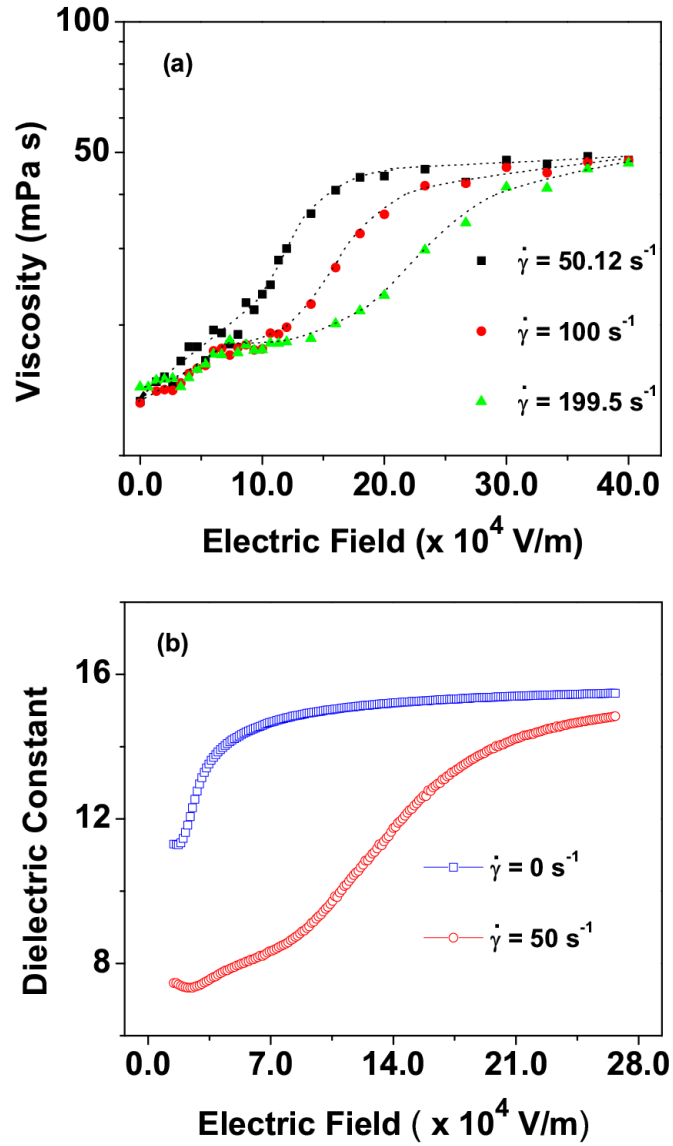 (a)
100
50
Viscosity (mPa s)
γ̇ = 50.12 s⁻¹
γ̇ = 100 s⁻¹
γ̇ = 199.5 s⁻¹
0.0 10.0 20.0 30.0 40.0
Electric Field (x 10⁴ V/m)
(b)
16
12
8
Dielectric Constant
γ̇ = 0 s⁻¹
γ̇ = 50 s⁻¹
0.0 7.0 14.0 21.0 28.0
Electric Field ( x 10⁴ V/m)